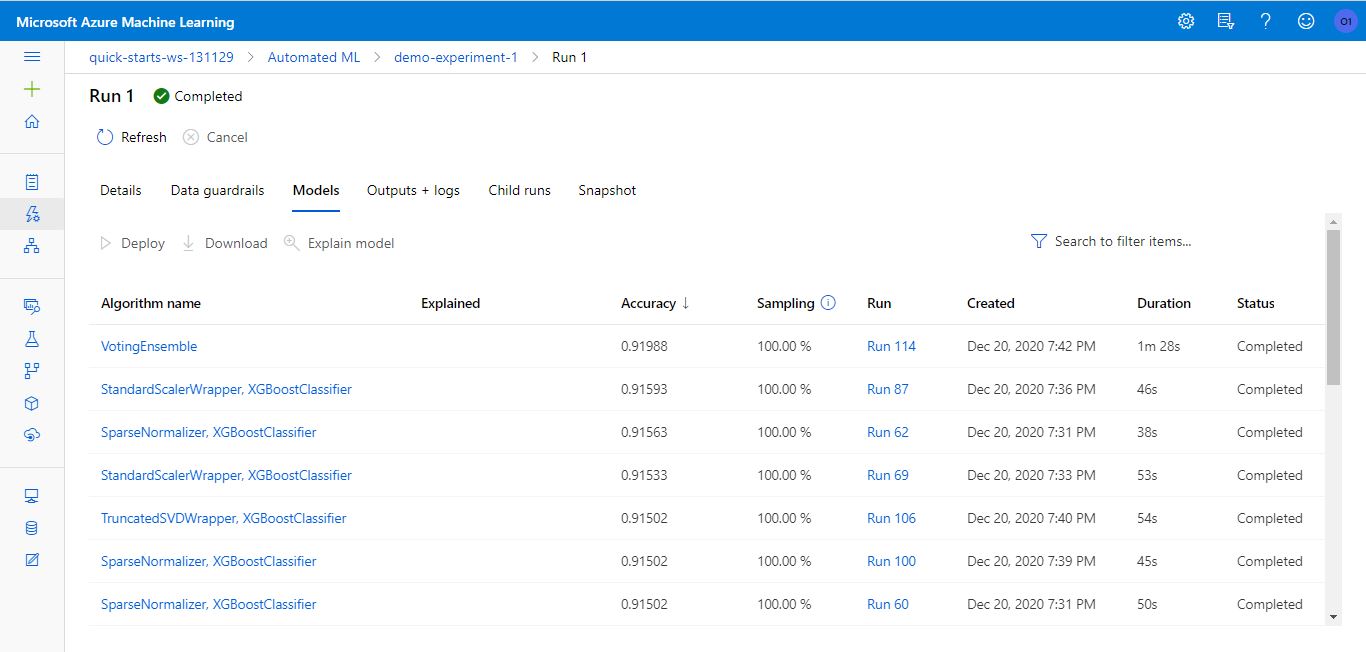 Microsoft Azure Machine Learning
O1
quick-starts-ws-131129 > Automated ML > demo-experiment-1 > Run 1
Run 1 Completed
Refresh Cancel
Details Data guardrails Models Outputs + logs Child runs Snapshot
Deploy Download Explain model Search to filter items...
Algorithm name Explained Accuracy ↓ Sampling Run Created Duration Status
VotingEnsemble 0.91988 100.00 % Run 114 Dec 20, 2020 7:42 PM 1m 28s Completed
StandardScalerWrapper, XGBoostClassifier 0.91593 100.00 % Run 87 Dec 20, 2020 7:36 PM 46s Completed
SparseNormalizer, XGBoostClassifier 0.91563 100.00 % Run 62 Dec 20, 2020 7:31 PM 38s Completed
StandardScalerWrapper, XGBoostClassifier 0.91533 100.00 % Run 69 Dec 20, 2020 7:33 PM 53s Completed
TruncatedSVDWrapper, XGBoostClassifier 0.91502 100.00 % Run 106 Dec 20, 2020 7:40 PM 54s Completed
SparseNormalizer, XGBoostClassifier 0.91502 100.00 % Run 100 Dec 20, 2020 7:39 PM 45s Completed
SparseNormalizer, XGBoostClassifier 0.91502 100.00 % Run 60 Dec 20, 2020 7:31 PM 50s Completed